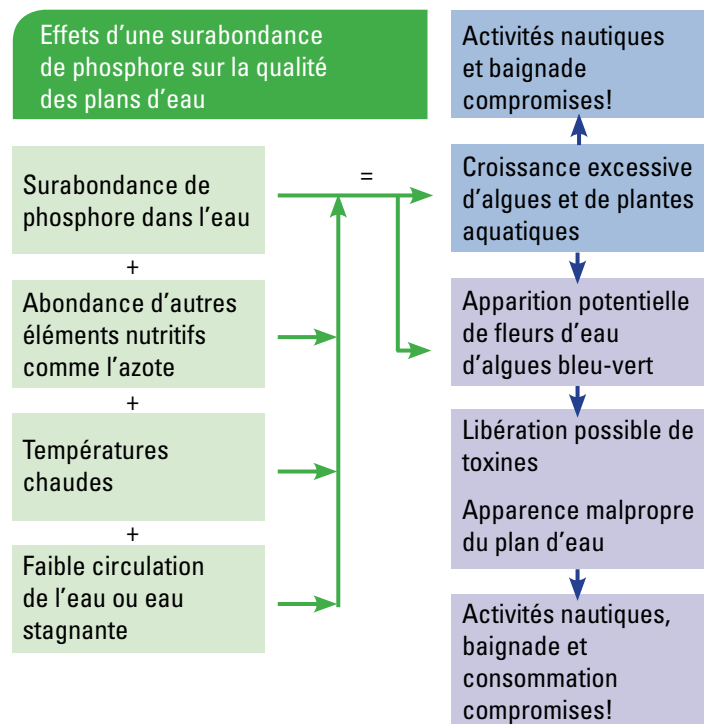 Effets d'une surabondance
de phosphore sur la qualité
des plans d'eau
Surabondance de
phosphore dans l'eau
+
Abondance d'autres
éléments nutritifs
comme l'azote
+
Températures
chaudes
+
Faible circulation
de l'eau ou eau
stagnante
=
Activités nautiques
et baignade
compromises!
Croissance excessive
d'algues et de plantes
aquatiques
Apparition potentielle
de fleurs d'eau
d'algues bleu-vert
Libération possible de
toxines
Apparence malpropre
du plan d'eau
Activités nautiques,
baignade et
consommation
compromises!